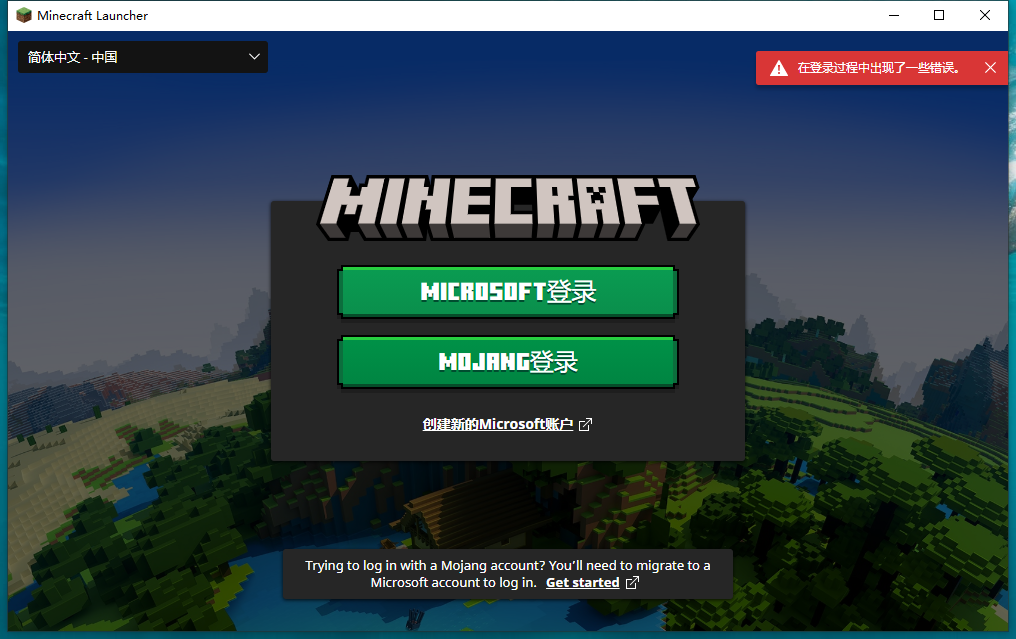 Minecraft Launcher
简体中文 - 中国
在登录过程中出现了一些错误。
MINECRAFT
MICROSOFT登录
MOJANG登录
创建新的Microsoft账户
Trying to log in with a Mojang account? You’ll need to migrate to a
Microsoft account to log in. Get started